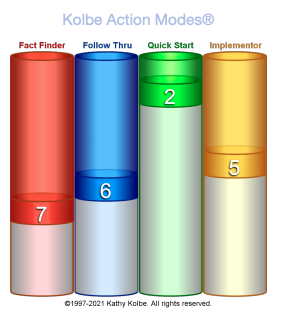 Kolbe Action Modes®
Fact Finder Follow Thru Quick Start Implementor
2
5
6
7
©1997-2021 Kathy Kolbe. All rights reserved.